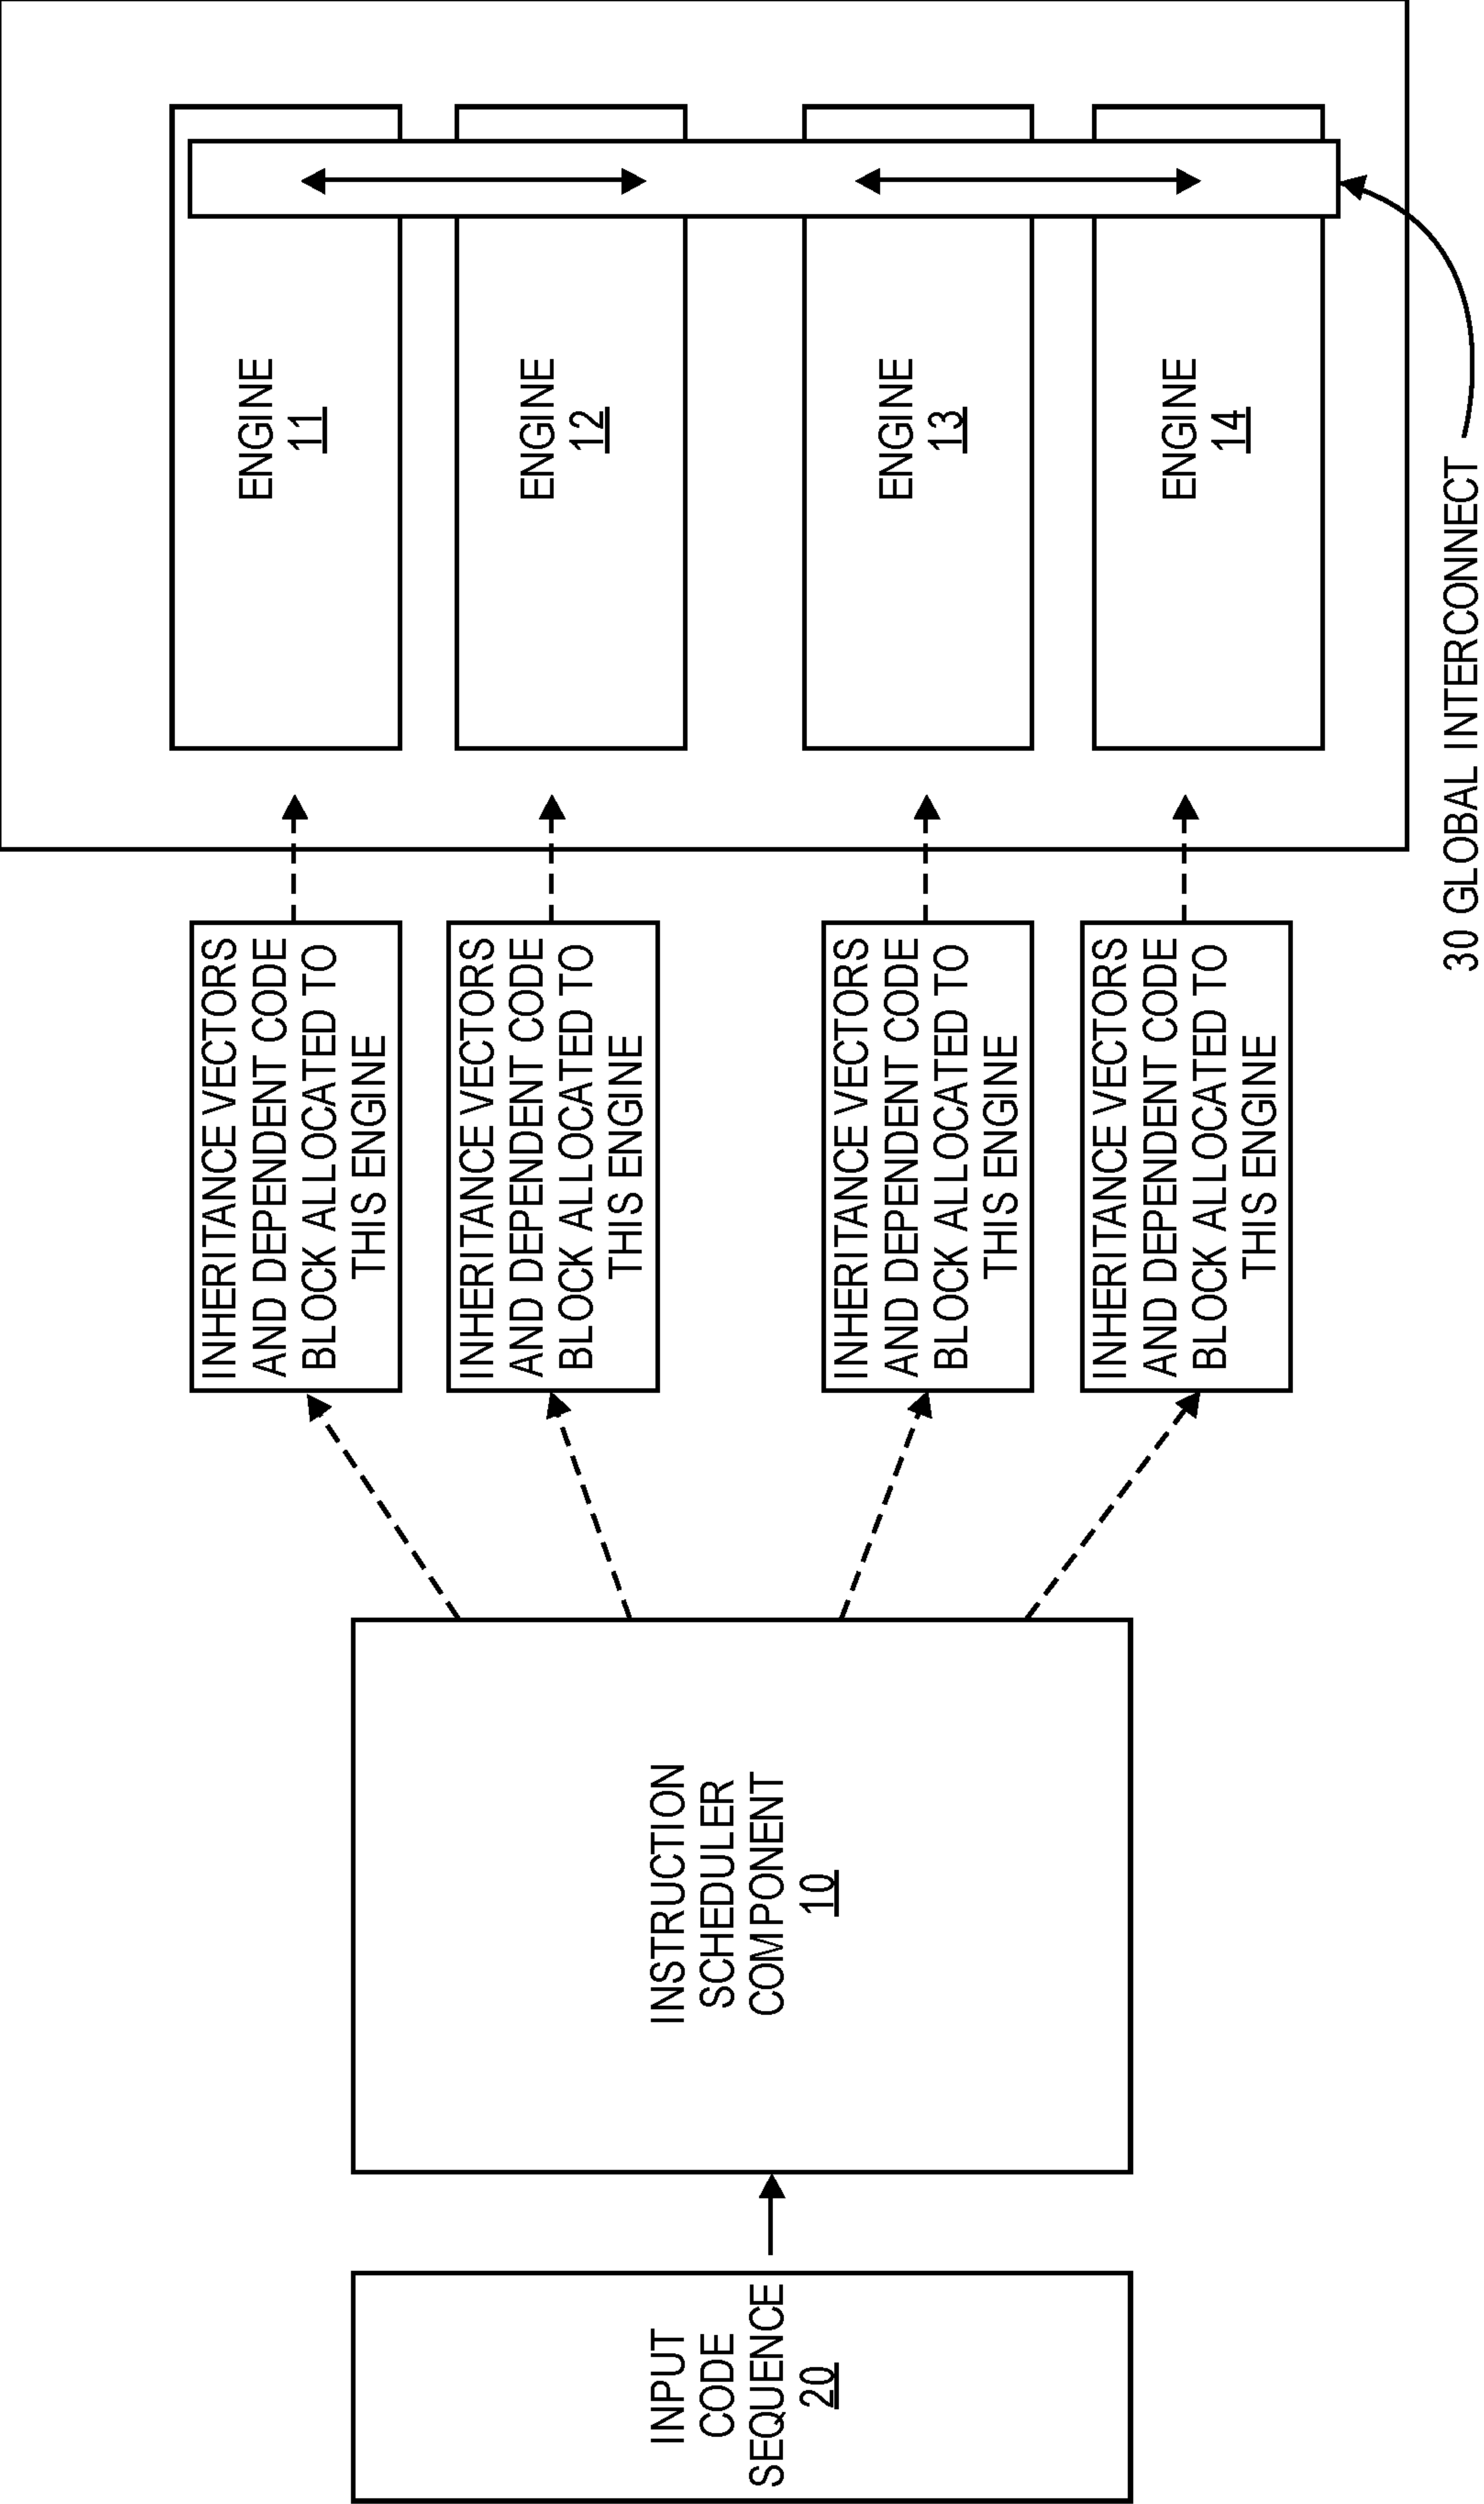 INPUT
CODE
SEQUENCE
20
INSTRUCTION
SCHEDULER
COMPONENT
10
INHERITANCE VECTORS
AND DEPENDENT CODE
BLOCK ALLOCATED TO
THIS ENGINE
INHERITANCE VECTORS
AND DEPENDENT CODE
BLOCK ALLOCATED TO
THIS ENGINE
INHERITANCE VECTORS
AND DEPENDENT CODE
BLOCK ALLOCATED TO
THIS ENGINE
INHERITANCE VECTORS
AND DEPENDENT CODE
BLOCK ALLOCATED TO
THIS ENGINE
ENGINE
11
ENGINE
12
ENGINE
13
ENGINE
14
30 GLOBAL INTERCONNECT